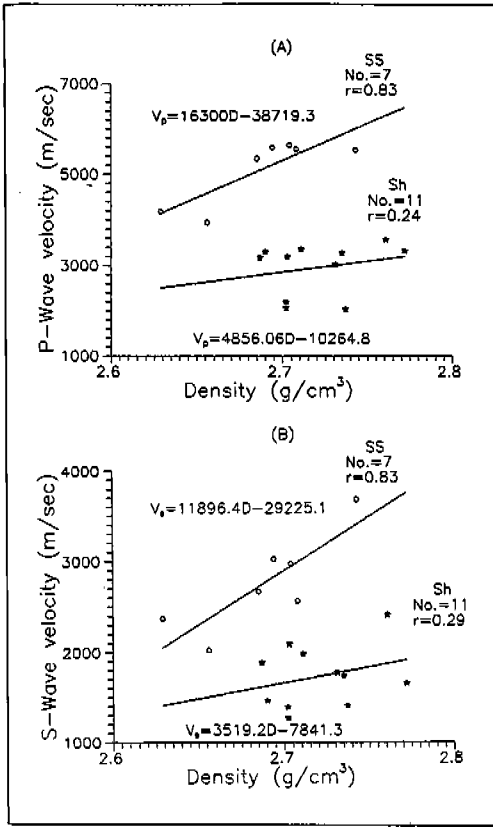 (A)
SS
No.=7
r=0.83
Vp=16300D-38719.3
Sh
No.=11
r=0.24
Vp=4856.06D-10264.8
P-Wave velocity (m/sec)
7000
5000
3000
1000
2.6
2.7
2.8
Density (g/cm³)
(B)
SS
No.=7
r=0.83
Vs=11896.4D-29225.1
Sh
No.=11
r=0.29
Vs=3519.2D-7841.3
S-Wave velocity (m/sec)
4000
3000
2000
1000
2.6
2.7
2.8
Density (g/cm³)